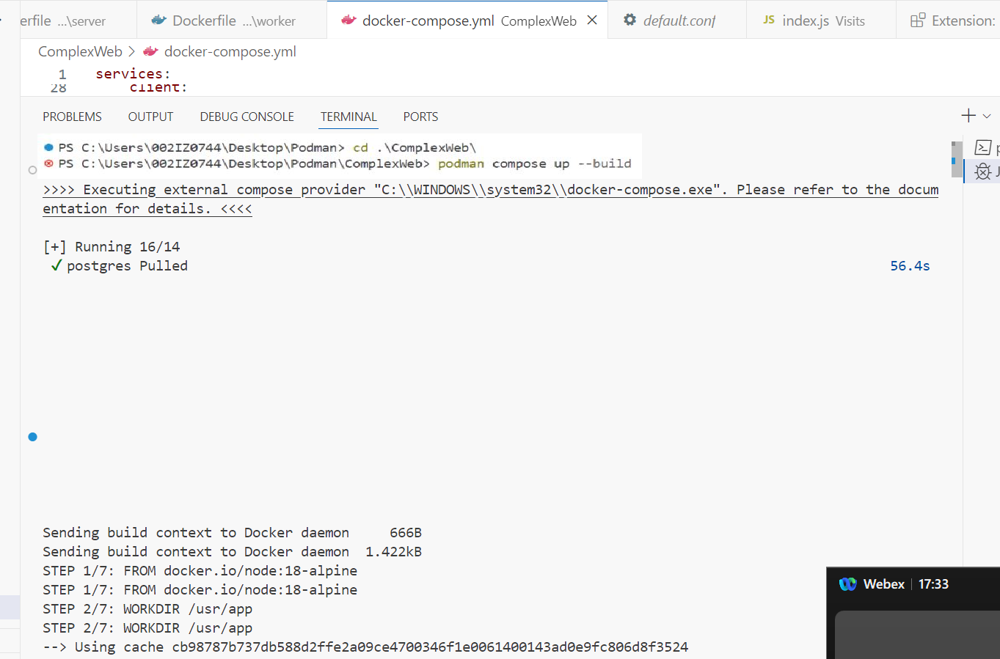 erfile ...\server
Dockerfile ...\worker
docker-compose.yml ComplexWeb
default.conf
JS index.js Visits
Extension:
ComplexWeb > docker-compose.yml
1 services:
28 client:
PROBLEMS OUTPUT DEBUG CONSOLE TERMINAL PORTS
PS C:\Users\002IZ0744\Desktop\Podman> cd .\ComplexWeb\
PS C:\Users\002IZ0744\Desktop\Podman\ComplexWeb> podman compose up --build
>>>> Executing external compose provider "C:\\WINDOWS\\system32\\docker-compose.exe". Please refer to the docum
entation for details. <<<<
[+] Running 16/14
✓ postgres Pulled 56.4s
Sending build context to Docker daemon 666B
Sending build context to Docker daemon 1.422kB
STEP 1/7: FROM docker.io/node:18-alpine
STEP 1/7: FROM docker.io/node:18-alpine
STEP 2/7: WORKDIR /usr/app
STEP 2/7: WORKDIR /usr/app
--> Using cache cb98787b737db588d2ffe2a09ce4700346f1e0061400143ad0e9fc806d8f3524
Webex | 17:33